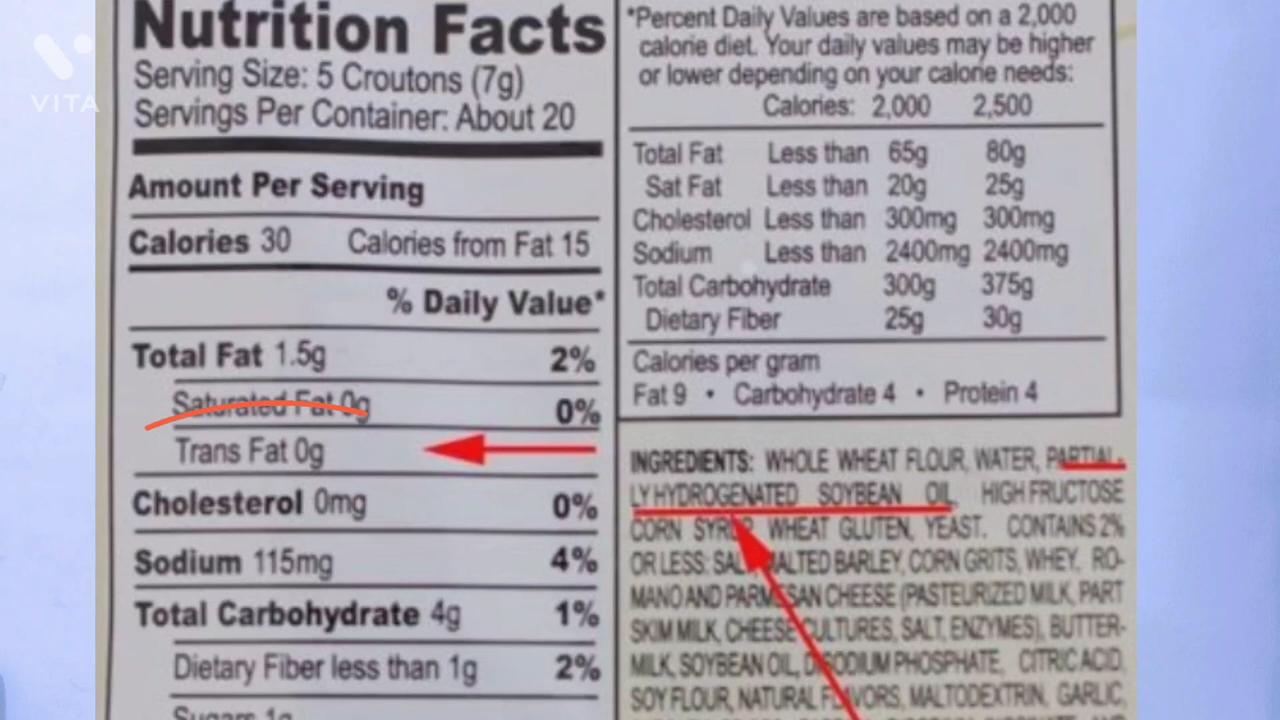 VITA
Nutrition Facts
Serving Size: 5 Croutons (7g)
Servings Per Container: About 20
Amount Per Serving
Calories 30 Calories from Fat 15
% Daily Value*
Total Fat 1.5g 2%
Saturated Fat 0g 0%
Trans Fat 0g
Cholesterol 0mg 0%
Sodium 115mg 4%
Total Carbohydrate 4g 1%
Dietary Fiber less than 1g 2%
Sugars 1g
*Percent Daily Values are based on a 2,000
calorie diet. Your daily values may be higher
or lower depending on your calorie needs:
Calories: 2,000 2,500
Total Fat Less than 65g 80g
Sat Fat Less than 20g 25g
Cholesterol Less than 300mg 300mg
Sodium Less than 2400mg 2400mg
Total Carbohydrate 300g 375g
Dietary Fiber 25g 30g
Calories per gram
Fat 9 • Carbohydrate 4 • Protein 4
INGREDIENTS: WHOLE WHEAT FLOUR, WATER, PARTIAL-
LY HYDROGENATED SOYBEAN OIL, HIGH FRUCTOSE
CORN SYRUP, WHEAT GLUTEN, YEAST. CONTAINS 2%
OR LESS: SALT, MALTED BARLEY, CORN GRITS, WHEY, RO-
MANO AND PARMESAN CHEESE (PASTEURIZED MILK, PART
SKIM MILK, CHEESE CULTURES, SALT, ENZYMES), BUTTER-
MILK, SOYBEAN OIL, DISODIUM PHOSPHATE, CITRIC ACID,
SOY FLOUR, NATURAL FLAVORS, MALTODEXTRIN, GARLIC,